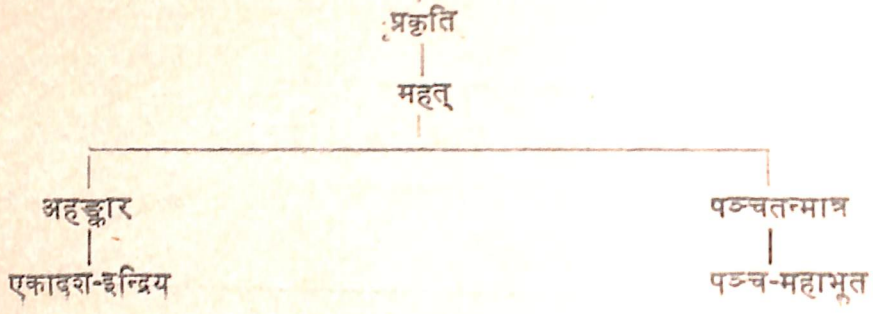 प्रकृति
महत्
अहङ्कार पञ्चतन्मात्र
एकादश-इन्द्रिय पञ्च-महाभूत